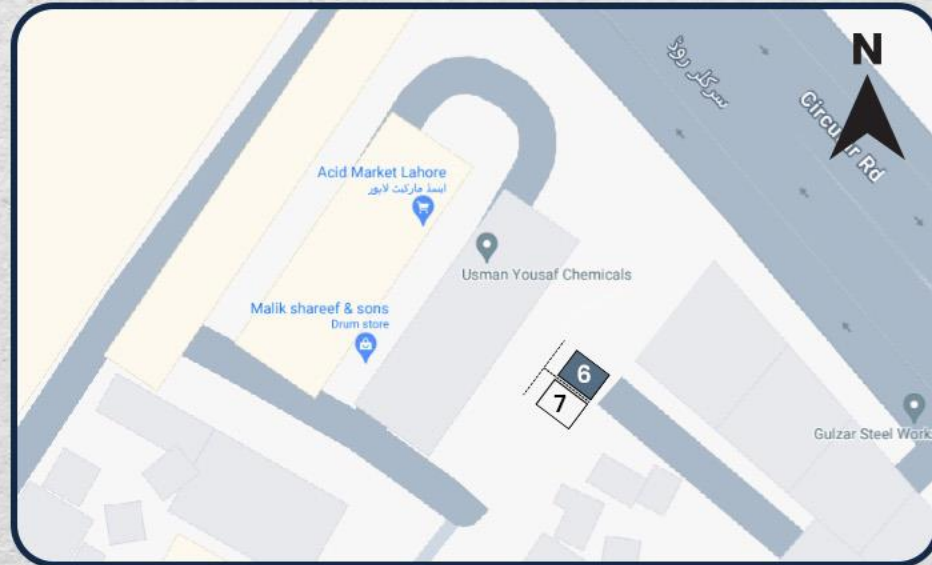 N
سرکلر روڈ
Circular Rd
Acid Market Lahore
ایسڈ مارکیٹ لاہور
Usman Yousaf Chemicals
Malik shareef & sons
Drum store
6
7
Gulzar Steel Work